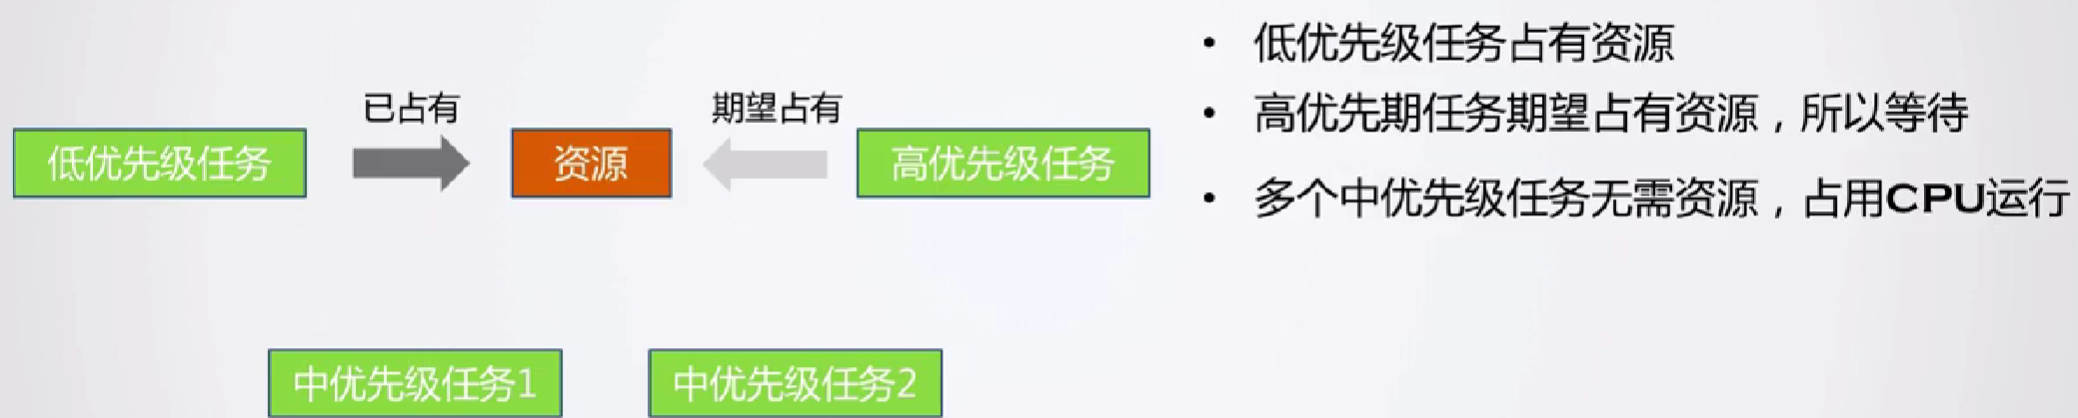 已占有
期望占有
低优先级任务
资源
高优先级任务
中优先级任务1
中优先级任务2
• 低优先级任务占有资源
• 高优先期任务期望占有资源，所以等待
• 多个中优先级任务无需资源，占用CPU运行